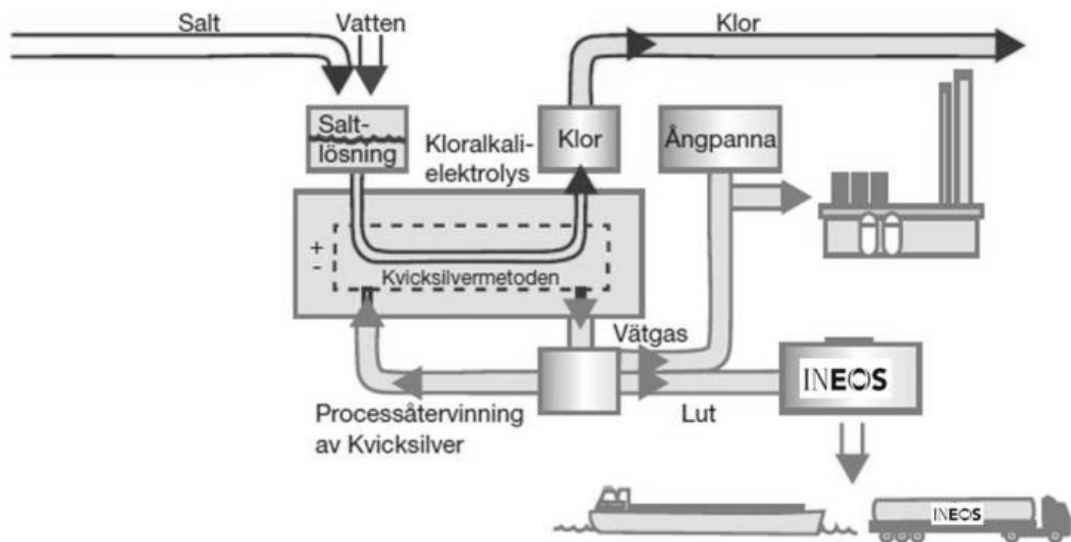 Salt
Vatten
Klor
Salt-
lösning
Kloralkali-
elektrolys
Klor
Ångpanna
+
-
Kvicksilvermetoden
Vätgas
INEOS
Processåtervinning
av Kvicksilver
Lut
INEOS